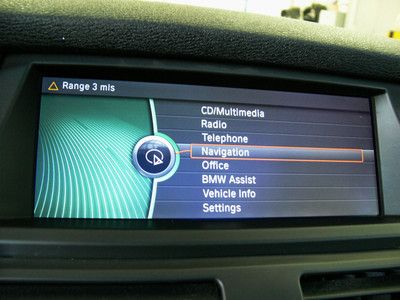 Range 3 mls
CD/Multimedia
Radio
Telephone
Navigation
Office
BMW Assist
Vehicle Info
Settings